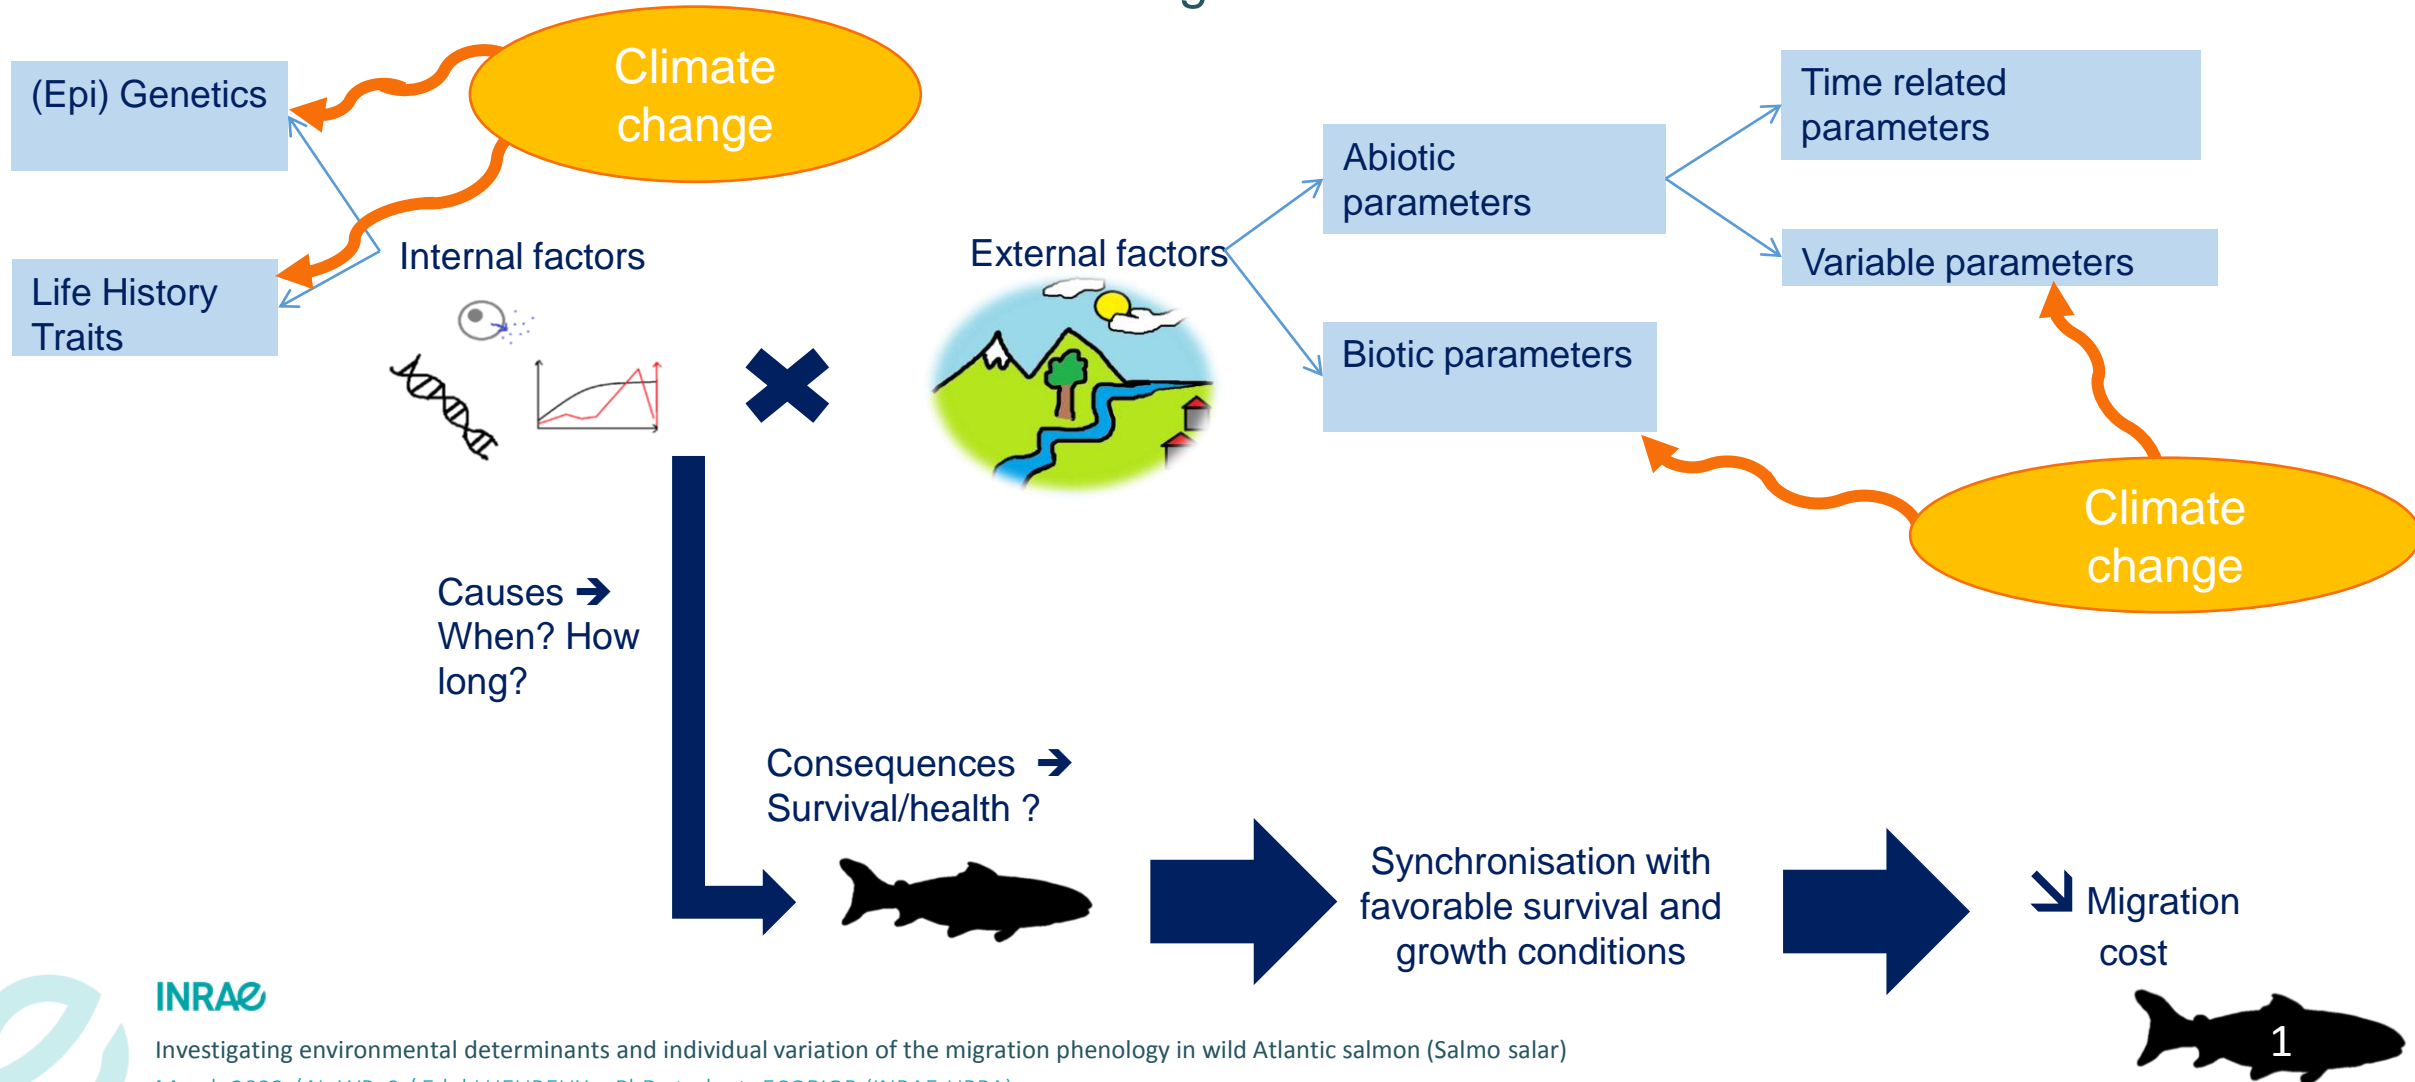 Climate
change
(Epi) Genetics
Life History
Traits
Internal factors
External factors
Abiotic
parameters
Biotic parameters
Time related
parameters
Variable parameters
Climate
change
Causes ➔
When? How
long?
Consequences ➔
Survival/health ?
Synchronisation with
favorable survival and
growth conditions
↘ Migration
cost
INRAE
Investigating environmental determinants and individual variation of the migration phenology in wild Atlantic salmon (Salmo salar)
1